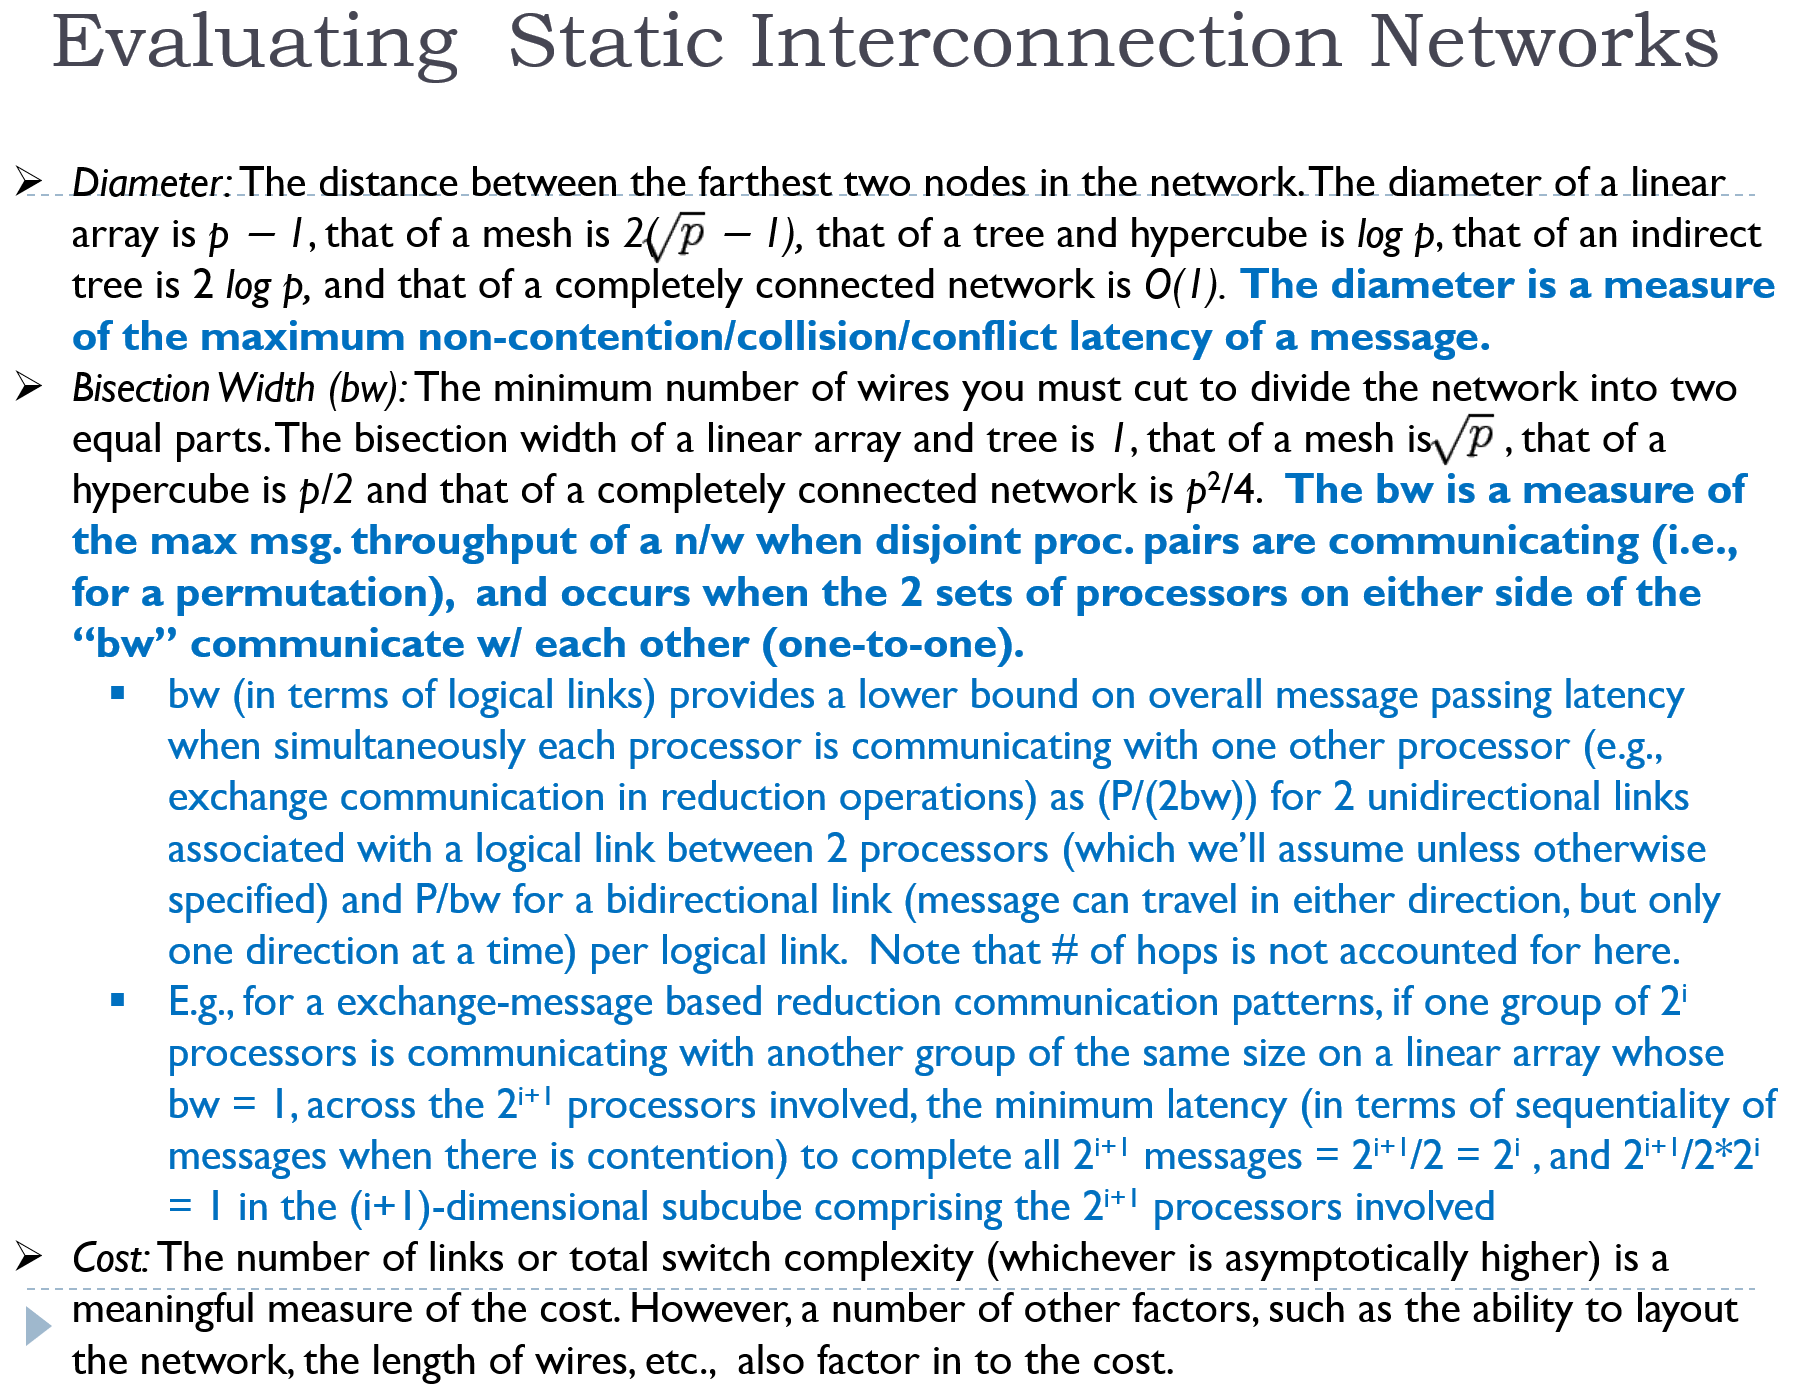 Evaluating Static Interconnection Networks
➢ Diameter: The distance between the farthest two nodes in the network. The diameter of a linear
array is p − 1, that of a mesh is 2(√p − 1), that of a tree and hypercube is log p, that of an indirect
tree is 2 log p, and that of a completely connected network is O(1). The diameter is a measure
of the maximum non-contention/collision/conflict latency of a message.
➢ Bisection Width (bw): The minimum number of wires you must cut to divide the network into two
equal parts. The bisection width of a linear array and tree is 1, that of a mesh is √p , that of a
hypercube is p/2 and that of a completely connected network is p²/4. The bw is a measure of
the max msg. throughput of a n/w when disjoint proc. pairs are communicating (i.e.,
for a permutation), and occurs when the 2 sets of processors on either side of the
“bw” communicate w/ each other (one-to-one).
▪ bw (in terms of logical links) provides a lower bound on overall message passing latency
when simultaneously each processor is communicating with one other processor (e.g.,
exchange communication in reduction operations) as (P/(2bw)) for 2 unidirectional links
associated with a logical link between 2 processors (which we’ll assume unless otherwise
specified) and P/bw for a bidirectional link (message can travel in either direction, but only
one direction at a time) per logical link. Note that # of hops is not accounted for here.
▪ E.g., for a exchange-message based reduction communication patterns, if one group of 2ⁱ
processors is communicating with another group of the same size on a linear array whose
bw = 1, across the 2ⁱ⁺¹ processors involved, the minimum latency (in terms of sequentiality of
messages when there is contention) to complete all 2ⁱ⁺¹ messages = 2ⁱ⁺¹/2 = 2ⁱ , and 2ⁱ⁺¹/2*2ⁱ
= 1 in the (i+1)-dimensional subcube comprising the 2ⁱ⁺¹ processors involved
➢ Cost: The number of links or total switch complexity (whichever is asymptotically higher) is a
meaningful measure of the cost. However, a number of other factors, such as the ability to layout
the network, the length of wires, etc., also factor in to the cost.